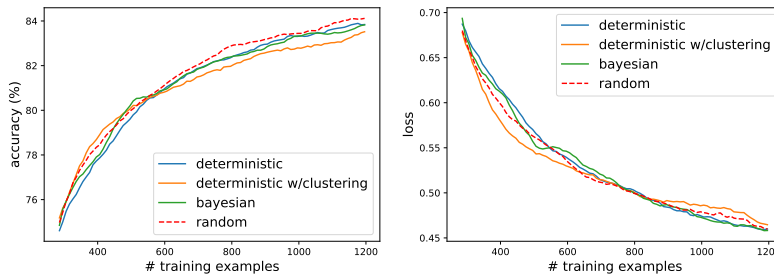 84
82
80
78
76
accuracy (%)
400
600
800
1000
1200
# training examples
deterministic
deterministic w/clustering
bayesian
random
0.70
0.65
0.60
0.55
0.50
0.45
loss
400
600
800
1000
1200
# training examples
deterministic
deterministic w/clustering
bayesian
random